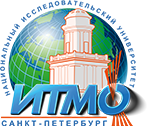 НАЦИОНАЛЬНЫЙ ИССЛЕДОВАТЕЛЬСКИЙ УНИВЕРСИТЕТ
ИТМО
САНКТ-ПЕТЕРБУРГ